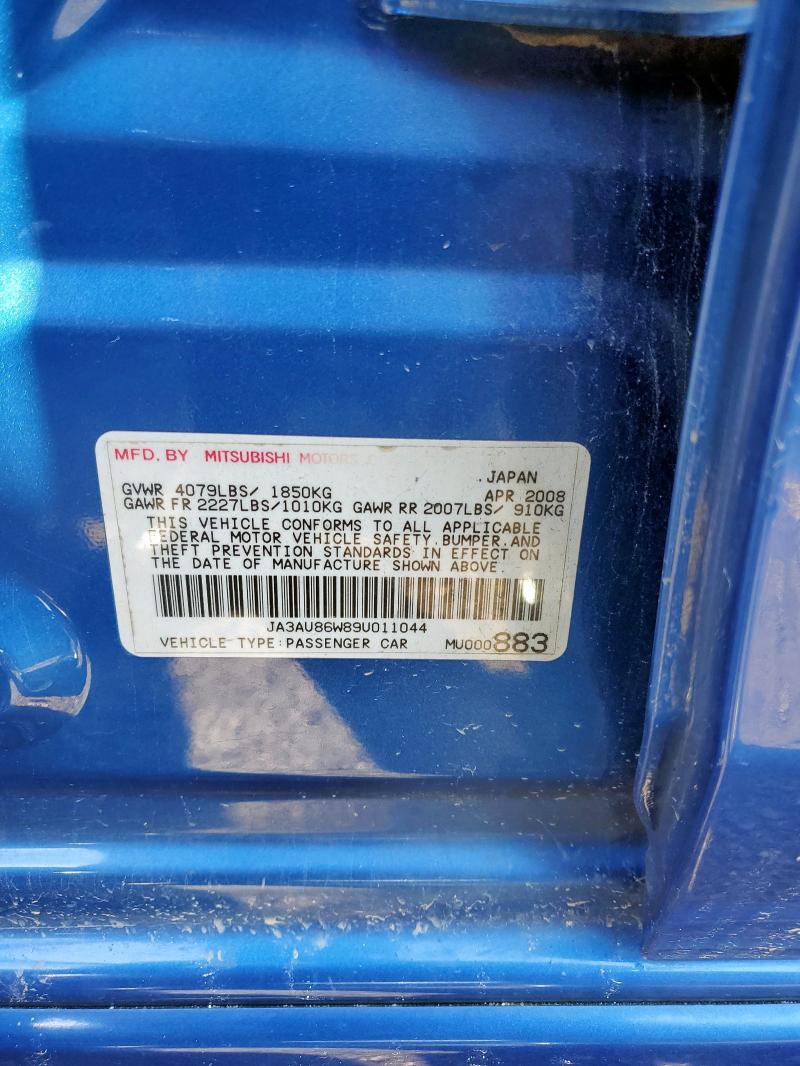 MFD. BY MITSUBISHI MOTORS
JAPAN
GVWR 4079LBS/ 1850KG APR 2008
GAWR FR 2227LBS/1010KG GAWR RR 2007LBS/ 910KG
THIS VEHICLE CONFORMS TO ALL APPLICABLE
FEDERAL MOTOR VEHICLE SAFETY, BUMPER, AND
THEFT PREVENTION STANDARDS IN EFFECT ON
THE DATE OF MANUFACTURE SHOWN ABOVE.
JA3AU86W89U011044
VEHICLE TYPE: PASSENGER CAR MU000883